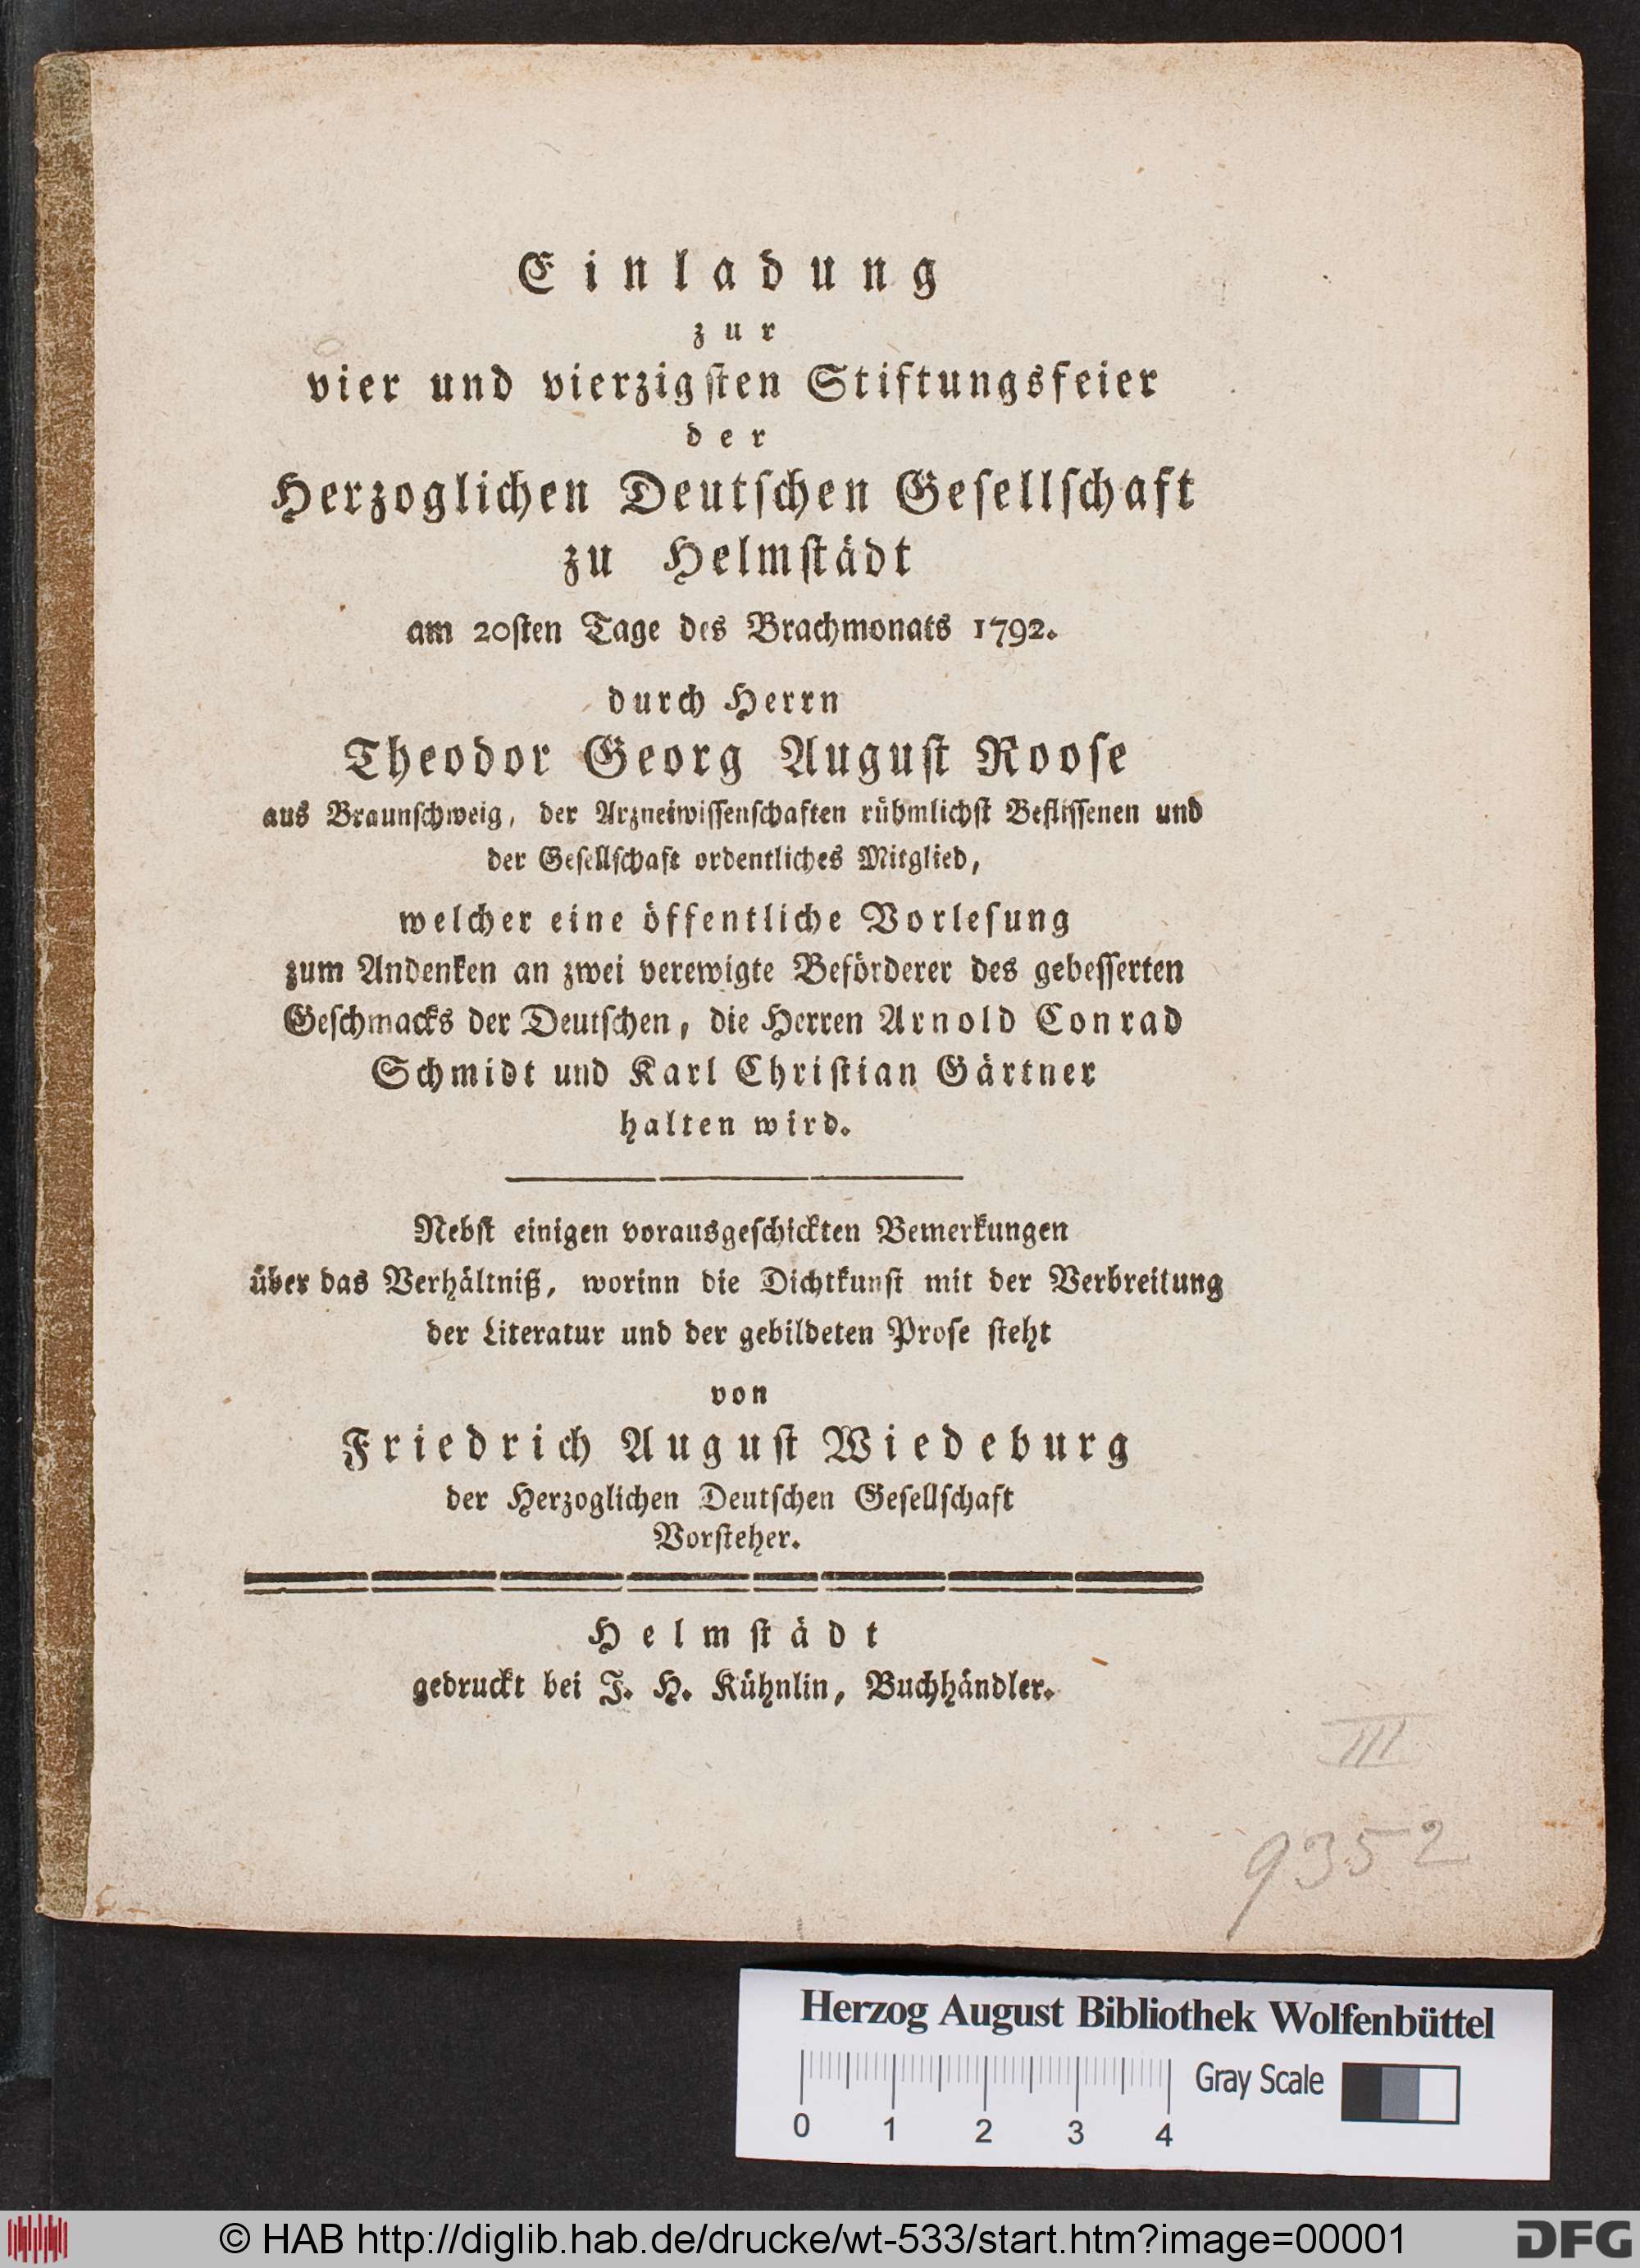 Einladung
zur
vier und vierzigſten Stiftungsfeier
der
Herzoglichen Deutſchen Geſellſchaft
zu Helmſtädt
am 20ſten Tage des Brachmonats 1792.
durch Herrn
Theodor Georg Auguſt Rooſe
aus Braunſchweig, der Arzneiwiſſenſchaften rühmlichſt Befliſſenen und
der Geſellſchaft ordentliches Mitglied,
welcher eine öffentliche Vorleſung
zum Andenken an zwei verewigte Beförderer des gebeſſerten
Geſchmacks der Deutſchen, die Herren Arnold Conrad
Schmidt und Karl Chriſtian Gärtner
halten wird.
Nebſt einigen vorausgeſchickten Bemerkungen
über das Verhältniß, worinn die Dichtkunſt mit der Verbreitung
der Literatur und der gebildeten Proſe ſteht
von
Friedrich Auguſt Wiedeburg
der Herzoglichen Deutſchen Geſellſchaft
Vorſteher.
Helmſtädt
gedruckt bei J. H. Kühnlin, Buchhändler.
III
9352
Herzog August Bibliothek Wolfenbüttel
Gray Scale
0 1 2 3 4
© HAB http://diglib.hab.de/drucke/wt-533/start.htm?image=00001
DFG